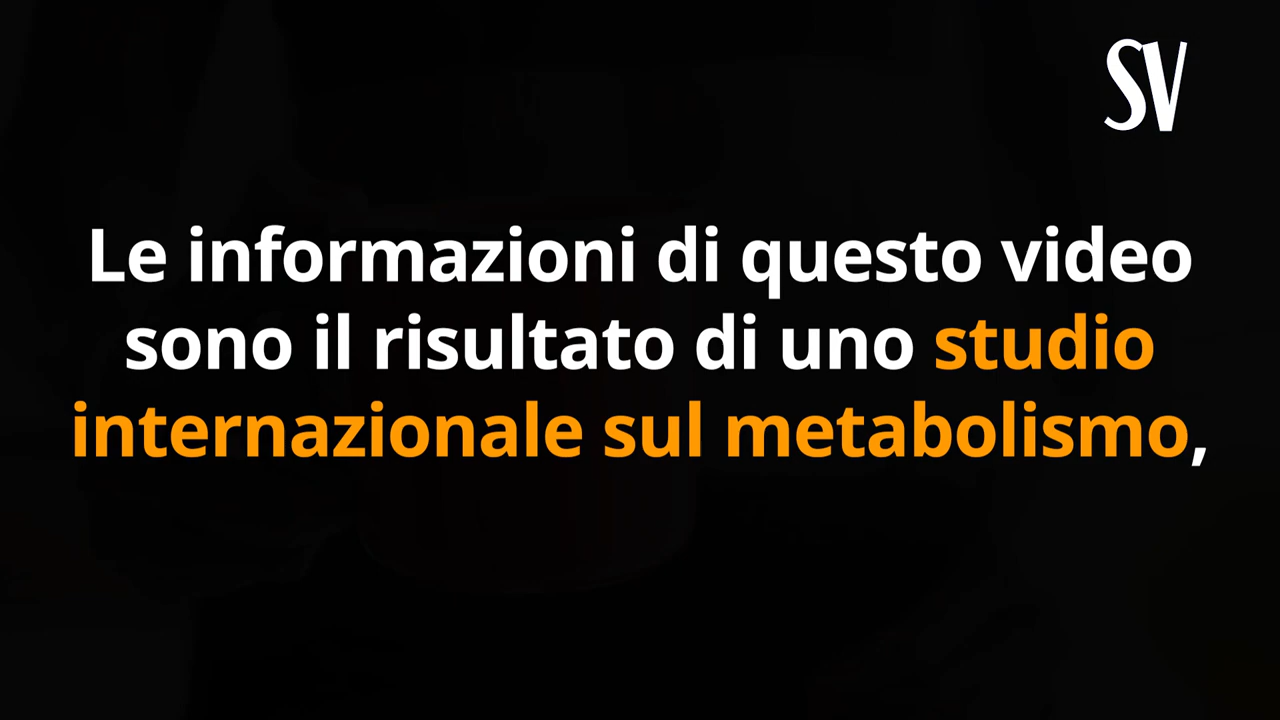 SV
Le informazioni di questo video
sono il risultato di uno studio
internazionale sul metabolismo,